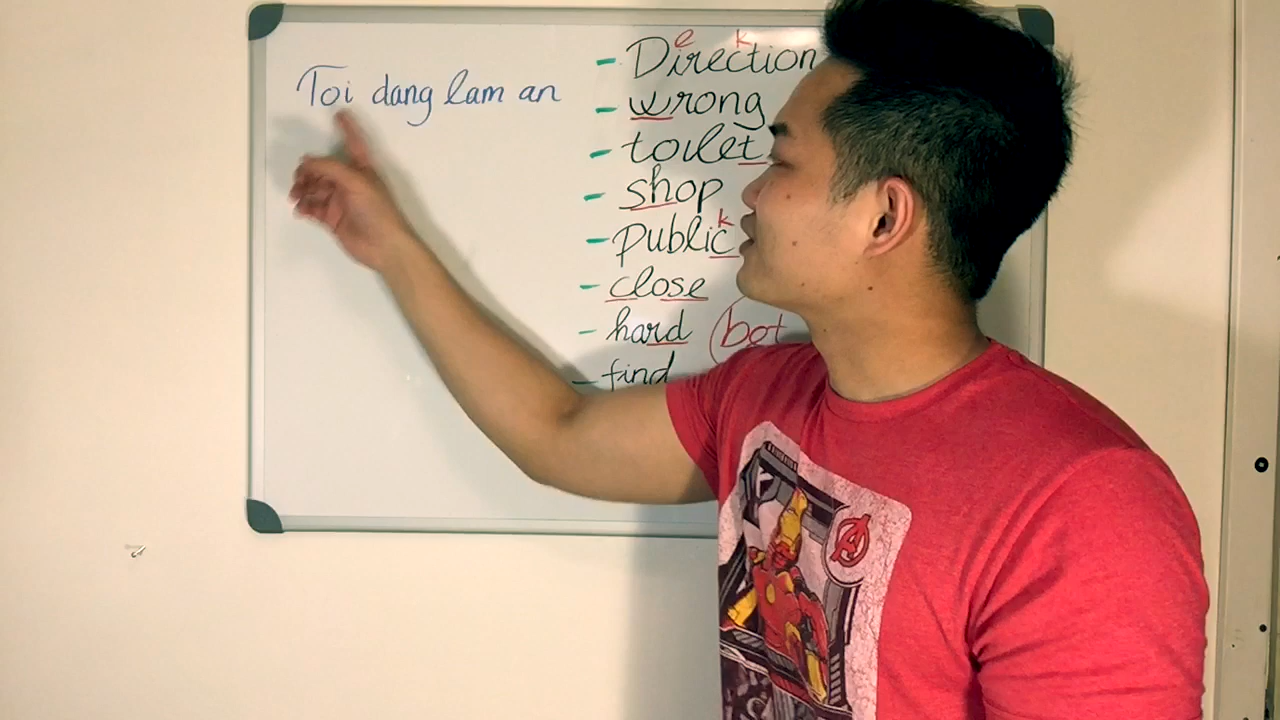 Toi dang lam an
e k
- Direction
- wrong
- toilet
- shop
k
- public
- close
- hard (bot
- find
A